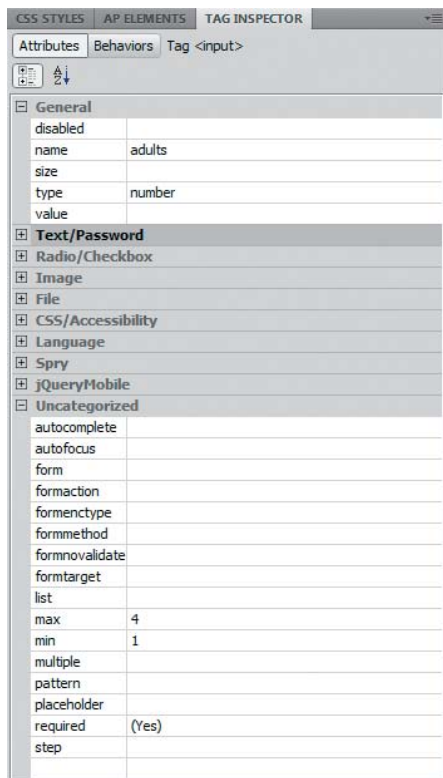 CSS STYLES AP ELEMENTS TAG INSPECTOR
Attributes Behaviors Tag <input>
A Z
General
disabled
name adults
size
type number
value
Text/Password
Radio/Checkbox
Image
File
CSS/Accessibility
Language
Spry
jQueryMobile
Uncategorized
autocomplete
autofocus
form
formaction
formenctype
formmethod
formnovalidate
formtarget
list
max 4
min 1
multiple
pattern
placeholder
required (Yes)
step